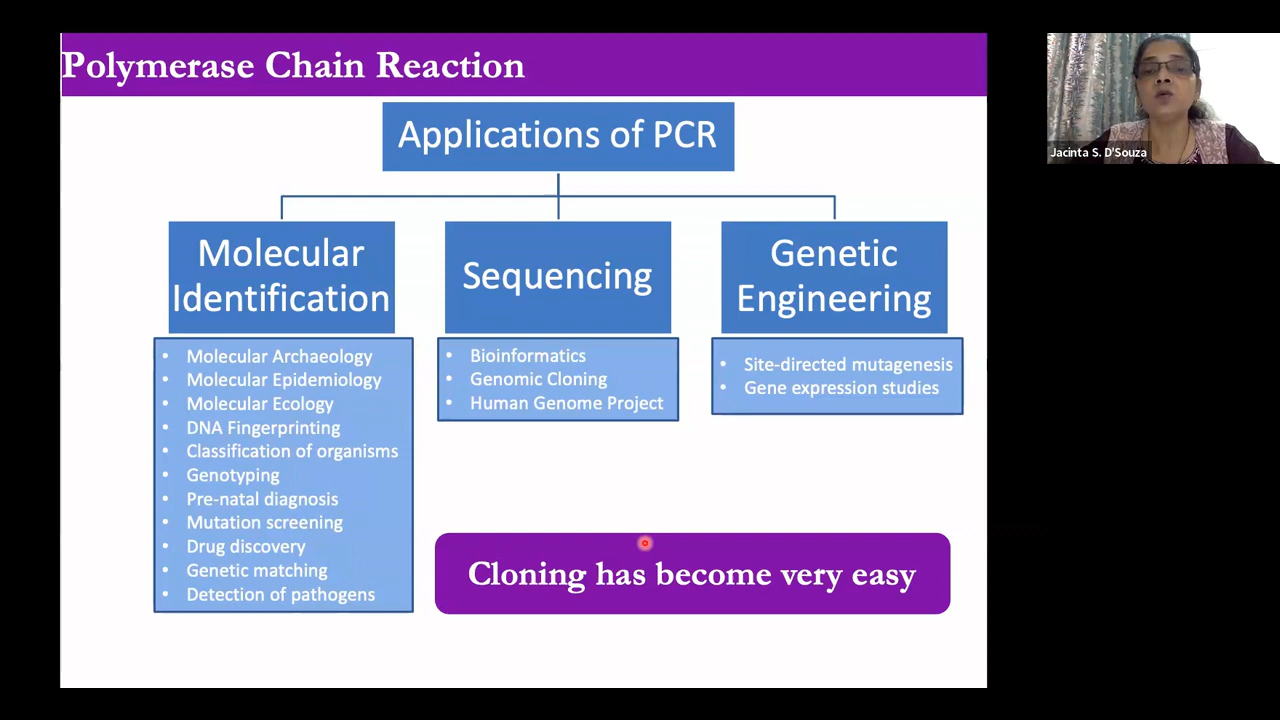 Polymerase Chain Reaction
Applications of PCR
Molecular
Identification
• Molecular Archaeology
• Molecular Epidemiology
• Molecular Ecology
• DNA Fingerprinting
• Classification of organisms
• Genotyping
• Pre-natal diagnosis
• Mutation screening
• Drug discovery
• Genetic matching
• Detection of pathogens
Sequencing
• Bioinformatics
• Genomic Cloning
• Human Genome Project
Genetic
Engineering
• Site-directed mutagenesis
• Gene expression studies
Cloning has become very easy
Jacinta S. D'Souza